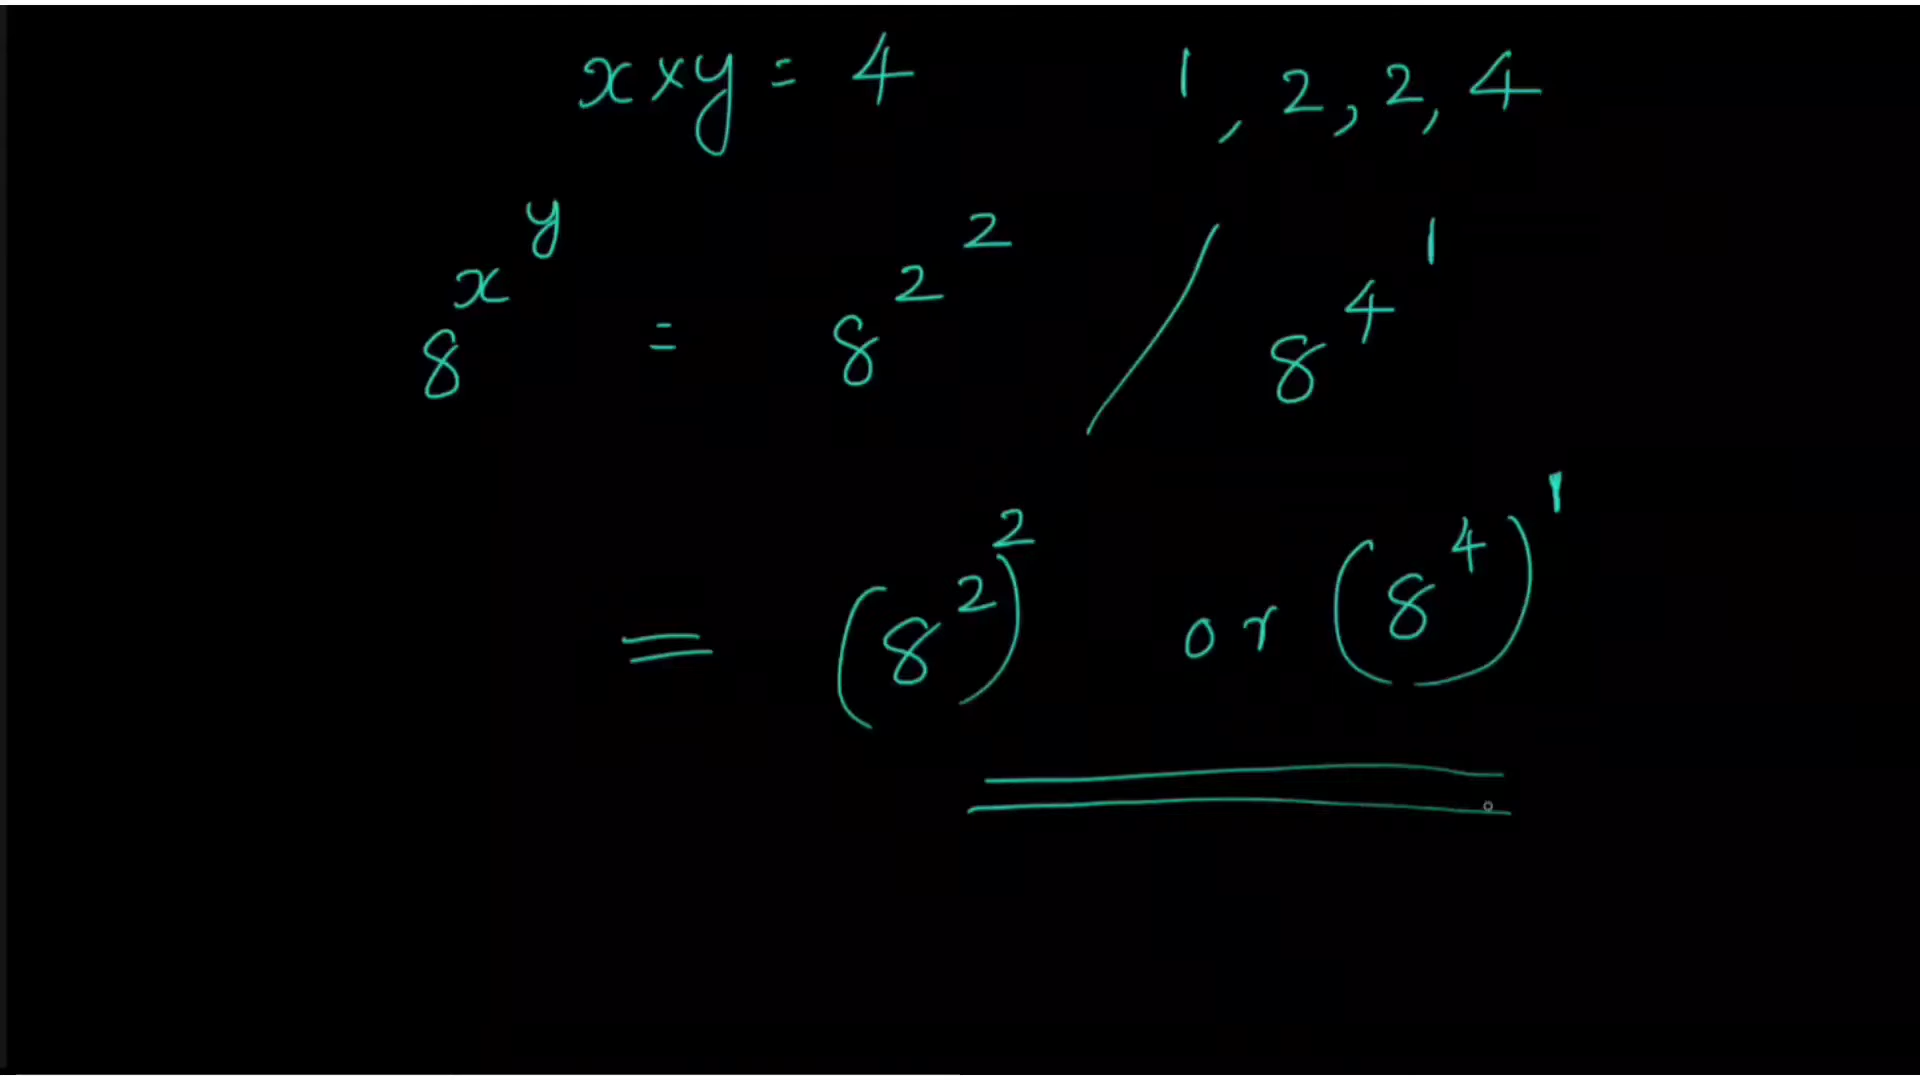 x × y = 4 1, 2, 2, 4
8^x^y = 8^2^2 / 8^4^1
= (8^2)^2 or (8^4)^1